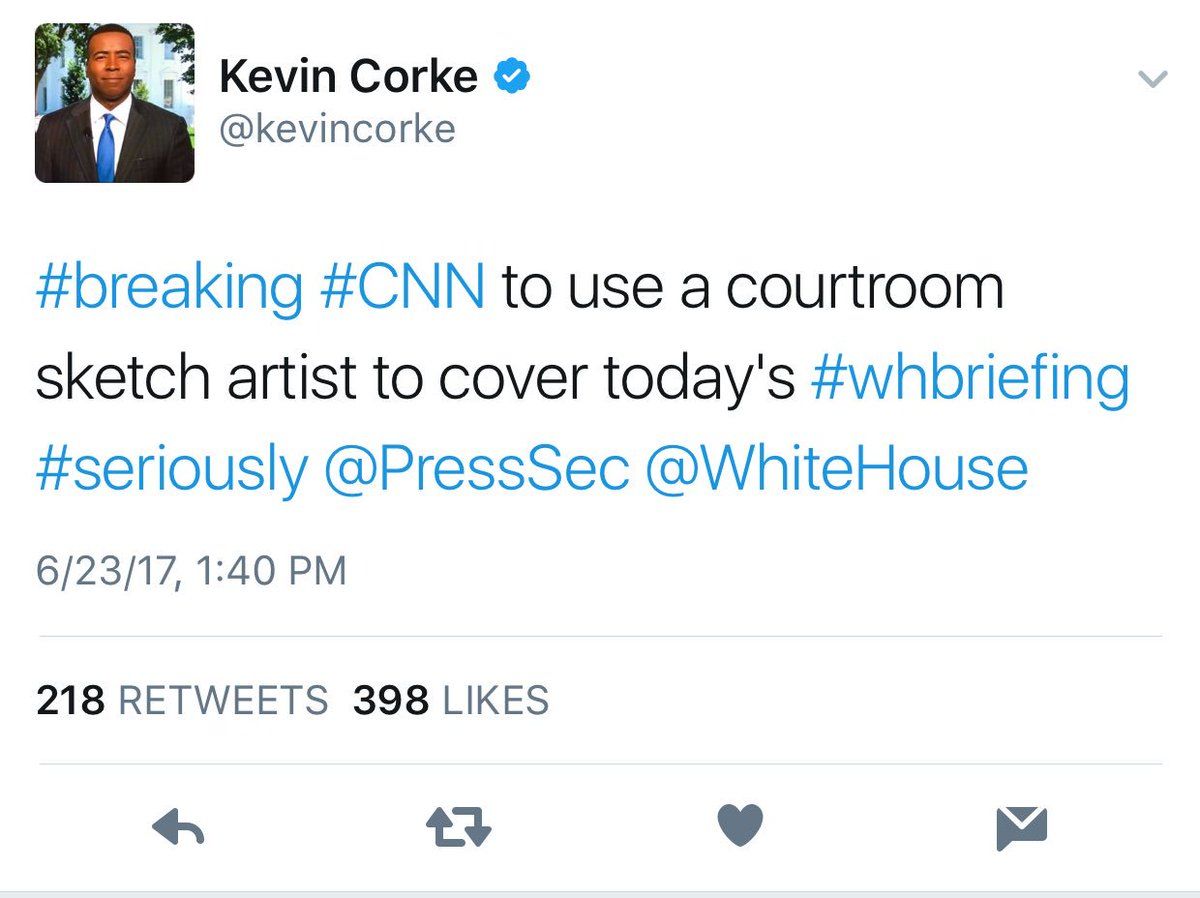 Kevin Corke
@kevincorke
#breaking #CNN to use a courtroom
sketch artist to cover today's #whbriefing
#seriously @PressSec @WhiteHouse
6/23/17, 1:40 PM
218 RETWEETS 398 LIKES